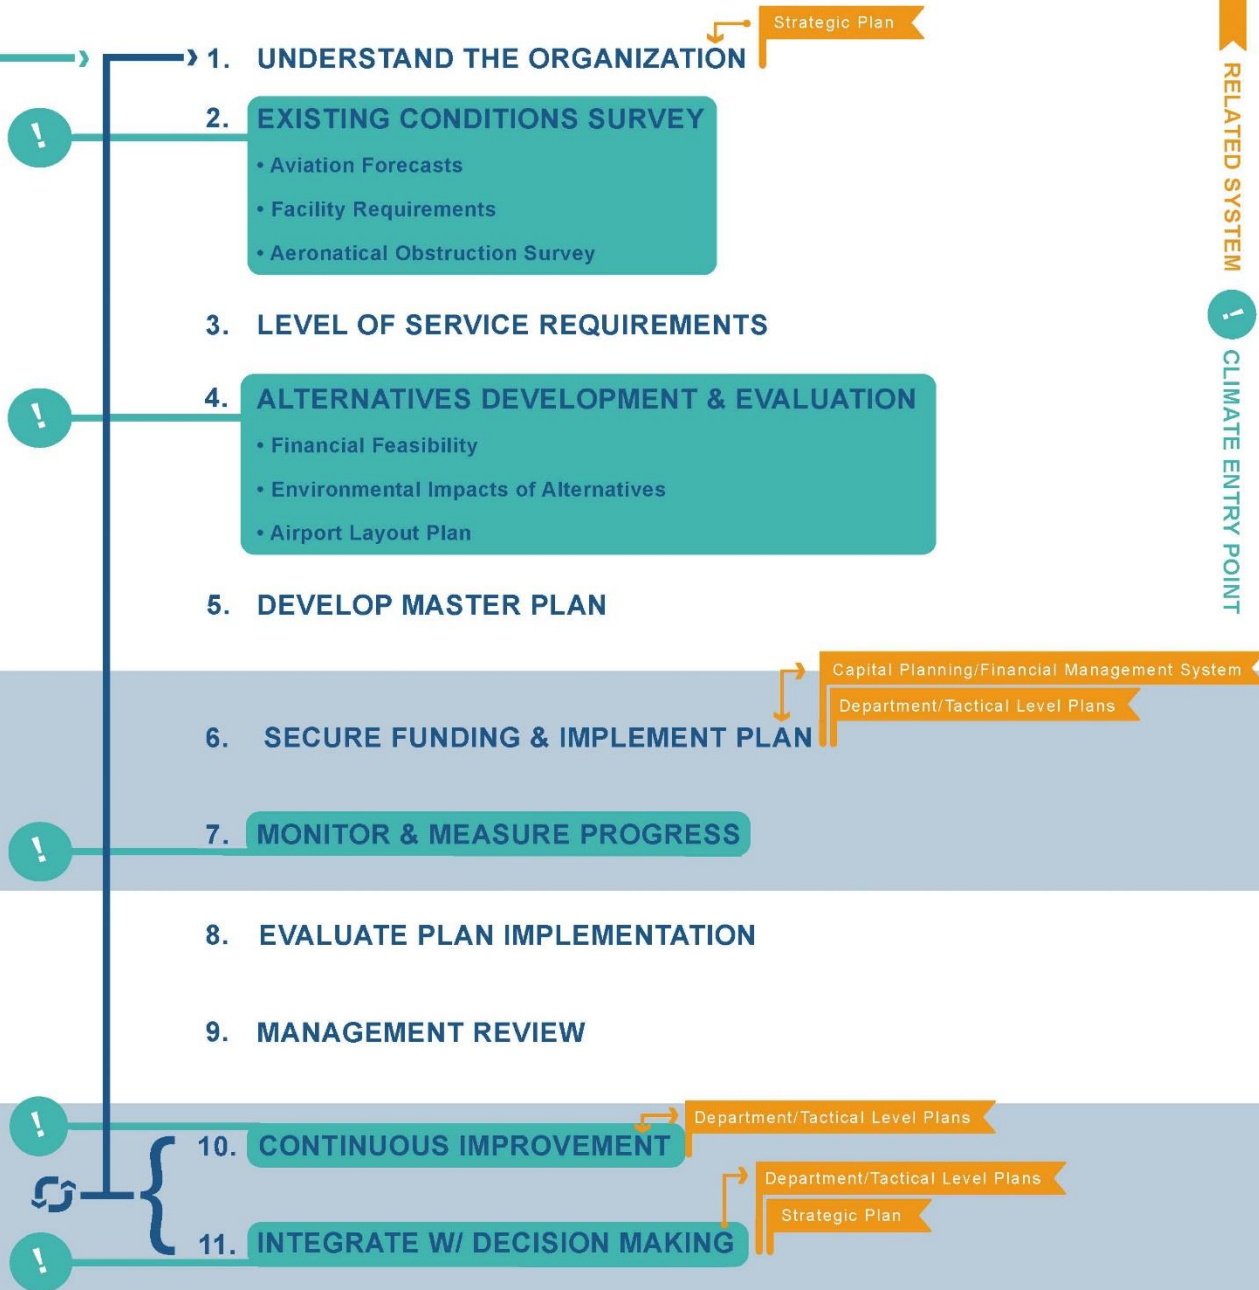 Strategic Plan
1. UNDERSTAND THE ORGANIZATION
2. EXISTING CONDITIONS SURVEY
• Aviation Forecasts
• Facility Requirements
• Aeronatical Obstruction Survey
3. LEVEL OF SERVICE REQUIREMENTS
4. ALTERNATIVES DEVELOPMENT & EVALUATION
• Financial Feasibility
• Environmental Impacts of Alternatives
• Airport Layout Plan
5. DEVELOP MASTER PLAN
Capital Planning/Financial Management System
Department/Tactical Level Plans
6. SECURE FUNDING & IMPLEMENT PLAN
7. MONITOR & MEASURE PROGRESS
8. EVALUATE PLAN IMPLEMENTATION
9. MANAGEMENT REVIEW
Department/Tactical Level Plans
10. CONTINUOUS IMPROVEMENT
Department/Tactical Level Plans
Strategic Plan
11. INTEGRATE W/ DECISION MAKING
RELATED SYSTEM
! CLIMATE ENTRY POINT
!
!
!
!
!